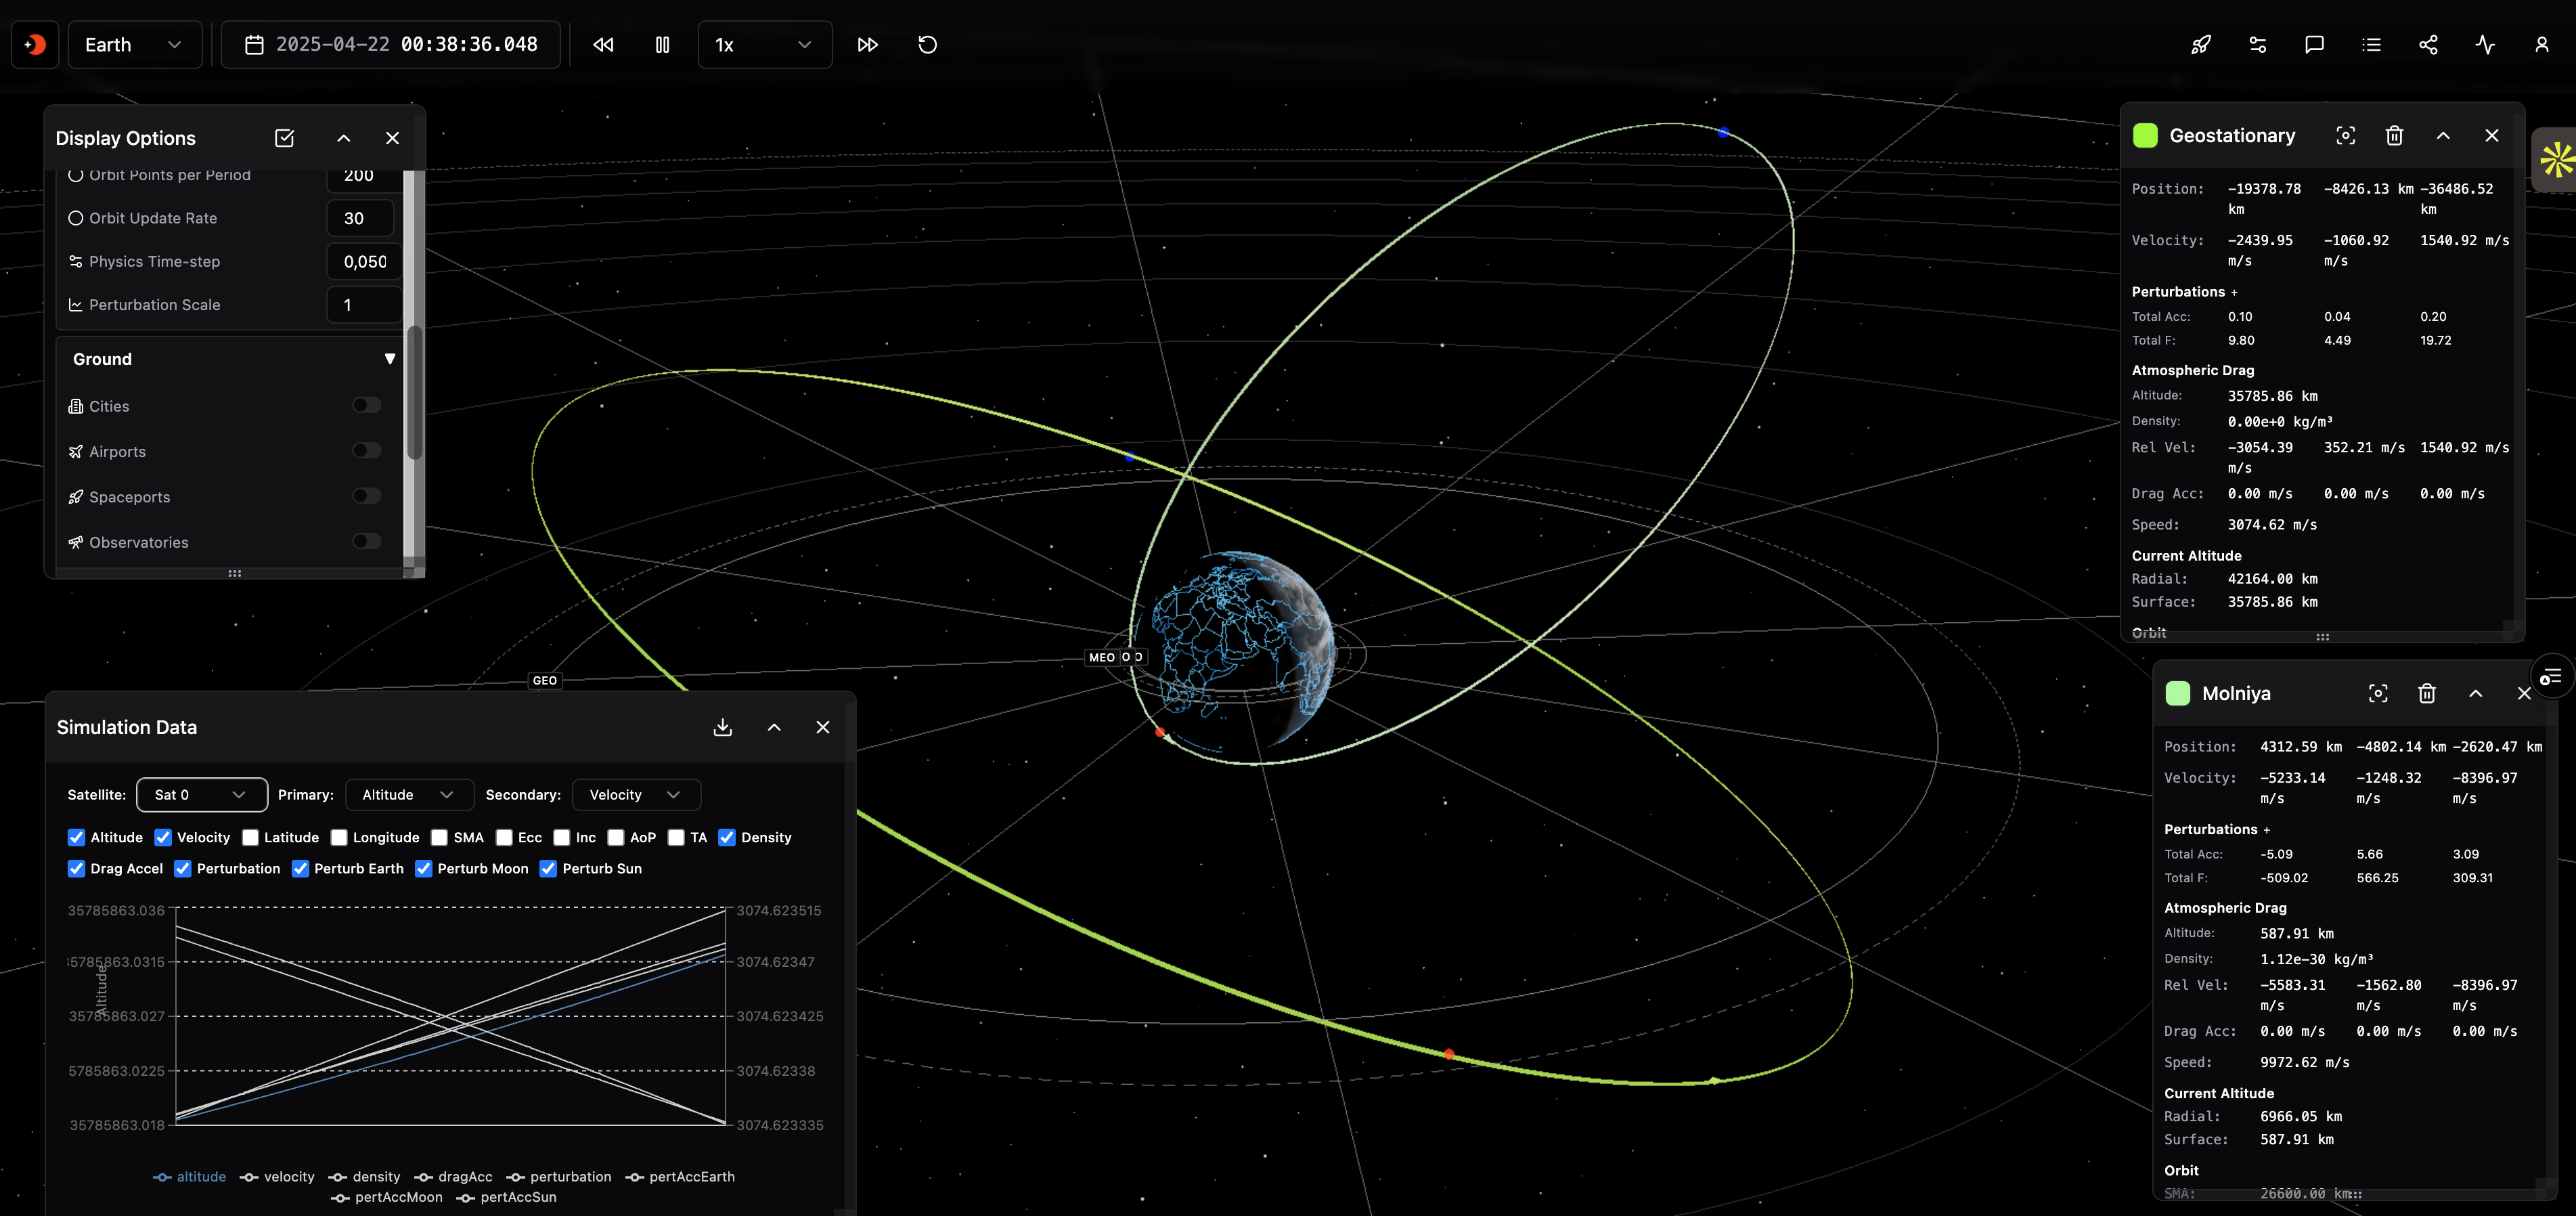 Earth
2025-04-22 00:38:36.048
1x
Display Options
Orbit Points per Period 200
Orbit Update Rate 30
Physics Time-step 0,050
Perturbation Scale 1
Ground
Cities
Airports
Spaceports
Observatories
GEO
MEO
Simulation Data
Satellite: Sat 0 Primary: Altitude Secondary: Velocity
Altitude Velocity Latitude Longitude SMA Ecc Inc AoP TA Density
Drag Accel Perturbation Perturb Earth Perturb Moon Perturb Sun
35785863.036 3074.623515
35785863.0315 3074.62347
35785863.027 3074.623425
5785863.0225 3074.62338
35785863.018 3074.623335
Altitude
altitude velocity density dragAcc perturbation pertAccEarth
pertAccMoon pertAccSun
Geostationary
Position: -19378.78 -8426.13 km -36486.52
km km
Velocity: -2439.95 -1060.92 1540.92 m/s
m/s m/s
Perturbations +
Total Acc: 0.10 0.04 0.20
Total F: 9.80 4.49 19.72
Atmospheric Drag
Altitude: 35785.86 km
Density: 0.00e+0 kg/m³
Rel Vel: -3054.39 352.21 m/s 1540.92 m/s
m/s
Drag Acc: 0.00 m/s 0.00 m/s 0.00 m/s
Speed: 3074.62 m/s
Current Altitude
Radial: 42164.00 km
Surface: 35785.86 km
Orbit
Molniya
Position: 4312.59 km -4802.14 km -2620.47 km
Velocity: -5233.14 -1248.32 -8396.97
m/s m/s m/s
Perturbations +
Total Acc: -5.09 5.66 3.09
Total F: -509.02 566.25 309.31
Atmospheric Drag
Altitude: 587.91 km
Density: 1.12e-30 kg/m³
Rel Vel: -5583.31 -1562.80 -8396.97
m/s m/s m/s
Drag Acc: 0.00 m/s 0.00 m/s 0.00 m/s
Speed: 9972.62 m/s
Current Altitude
Radial: 6966.05 km
Surface: 587.91 km
Orbit
SMA: 26600.00 km